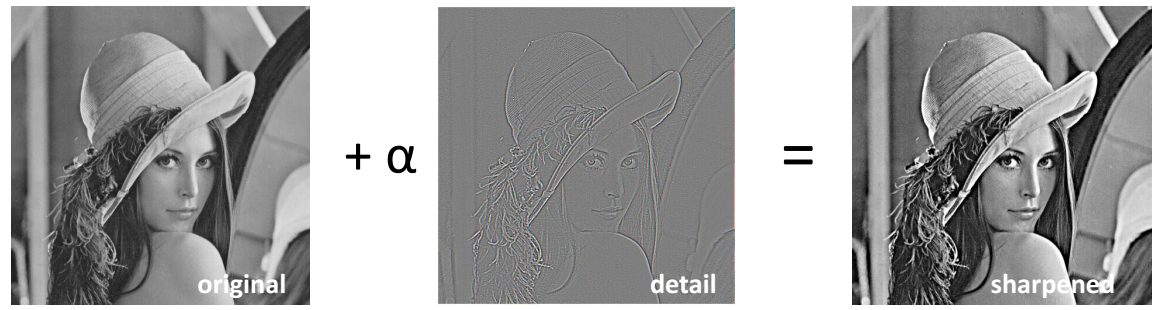 original
+ α
detail
=
sharpened